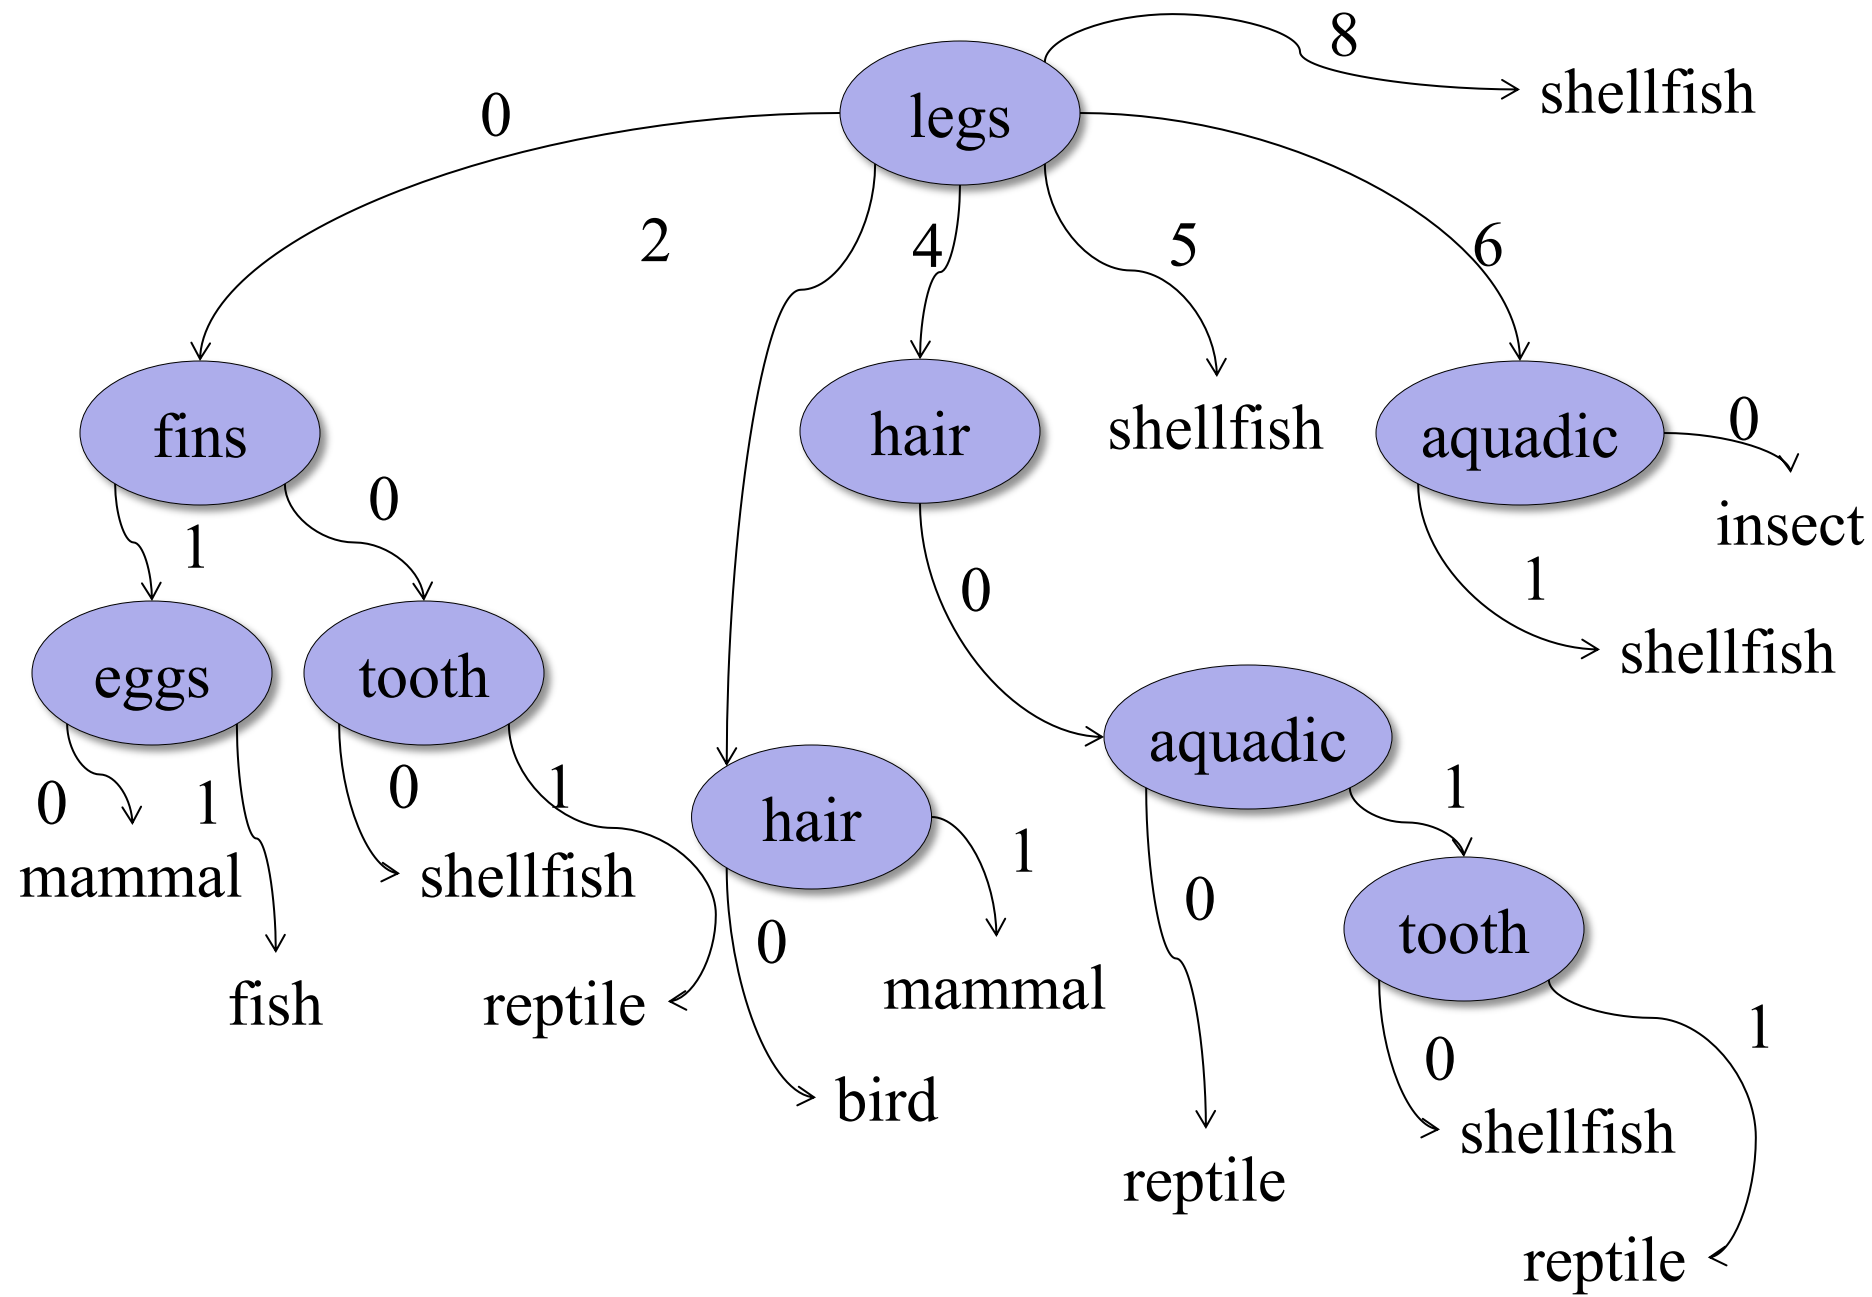 8
shellfish
legs
0
2
4
5
6
fins
hair
shellfish
aquadic
0
insect
1
0
0
1
shellfish
eggs
tooth
aquadic
0
1
0
1
hair
1
1
mammal
shellfish
0
tooth
0
mammal
fish
reptile
bird
0
1
shellfish
reptile
reptile